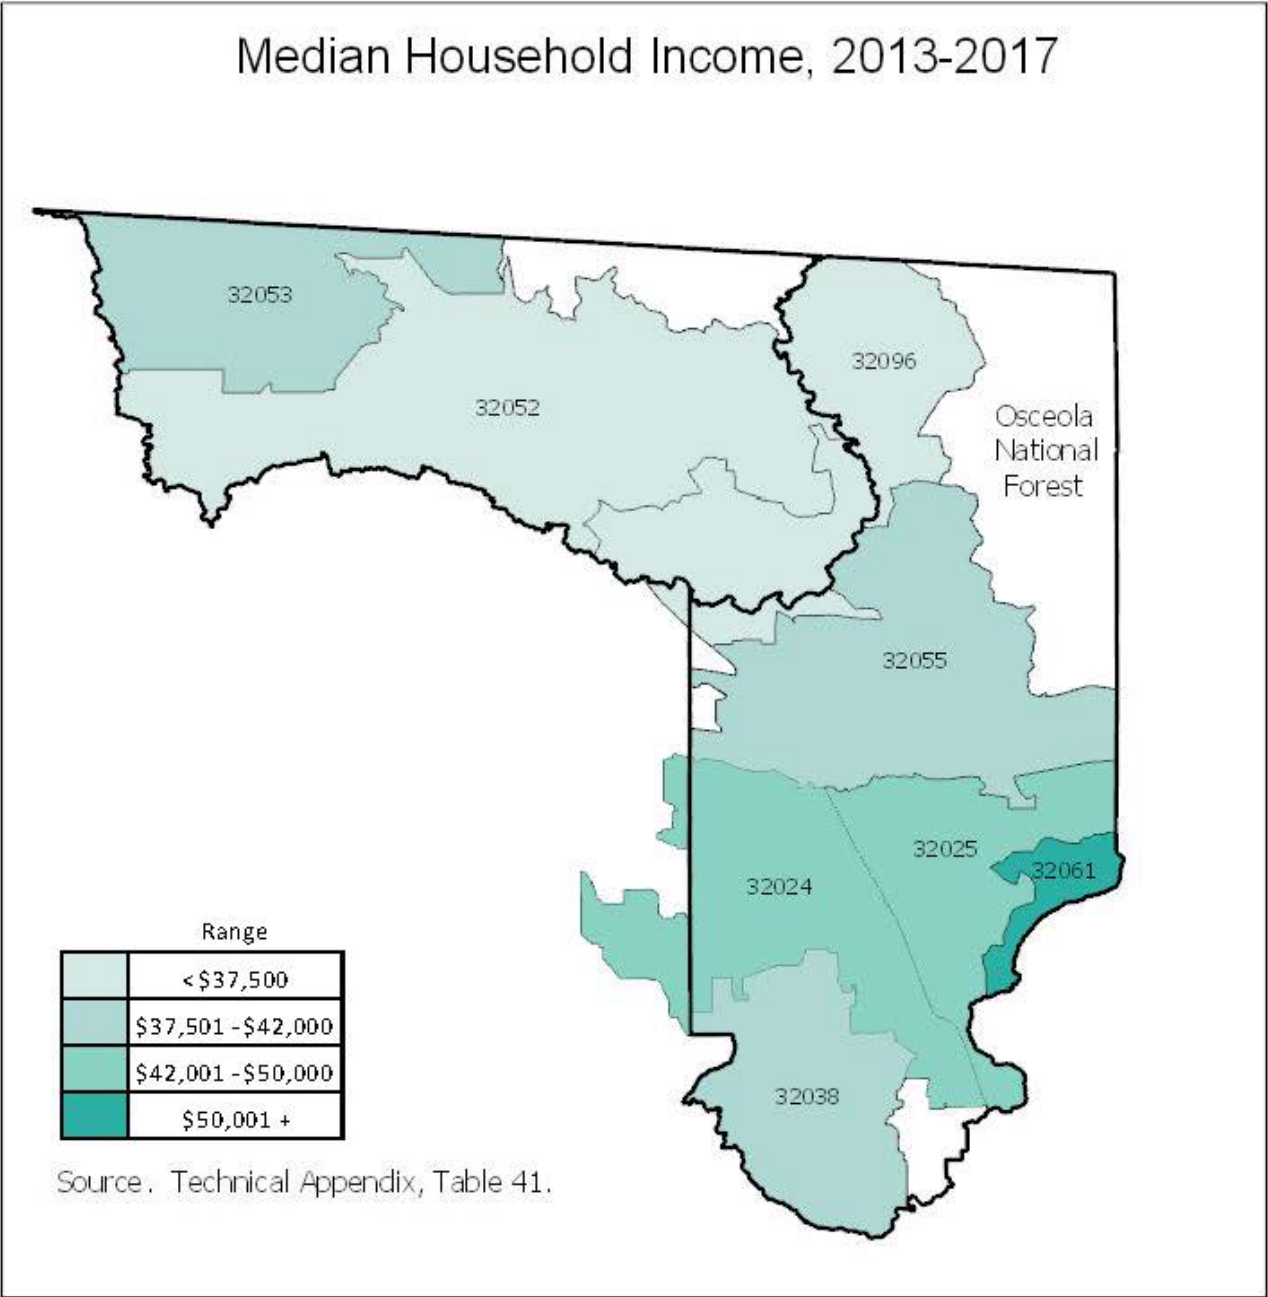 Median Household Income, 2013-2017
32053
32096
32052
Osceola
National
Forest
32055
32025
32061
32024
32038
Range
<$37,500
$37,501 -$42,000
$42,001 -$50,000
$50,001 +
Source. Technical Appendix, Table 41.